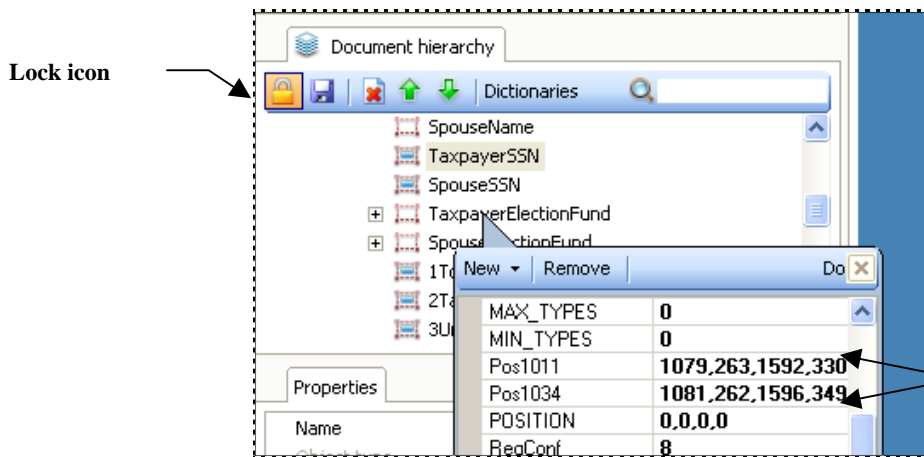 Document hierarchy
Lock icon
Dictionaries
SpouseName
TaxpayerSSN
SpouseSSN
TaxpayerElectionFund
New Remove Do
MAX_TYPES 0
MIN_TYPES 0
Pos1011 1079,263,1592,330
Pos1034 1081,262,1596,349
POSITION 0,0,0,0
RegConf 8
Properties
Name